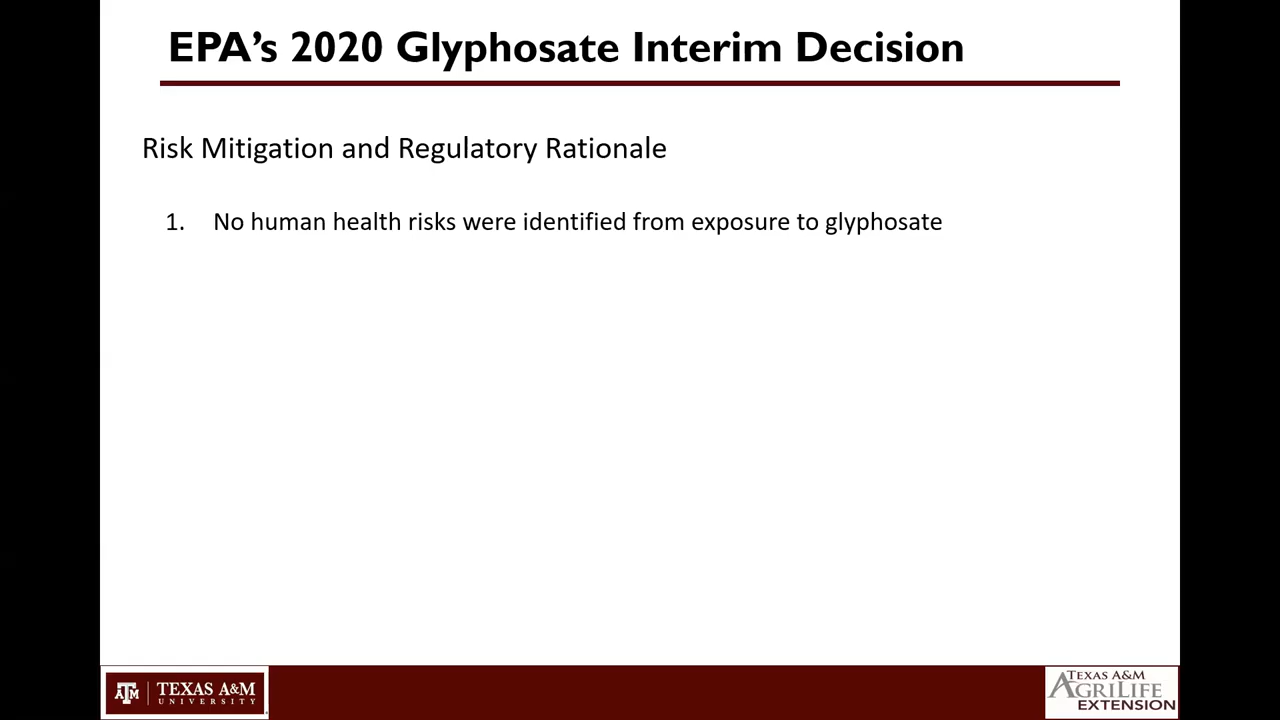 EPA's 2020 Glyphosate Interim Decision
Risk Mitigation and Regulatory Rationale
1. No human health risks were identified from exposure to glyphosate
ATM TEXAS A&M UNIVERSITY
TEXAS A&M
AGRILIFE
EXTENSION